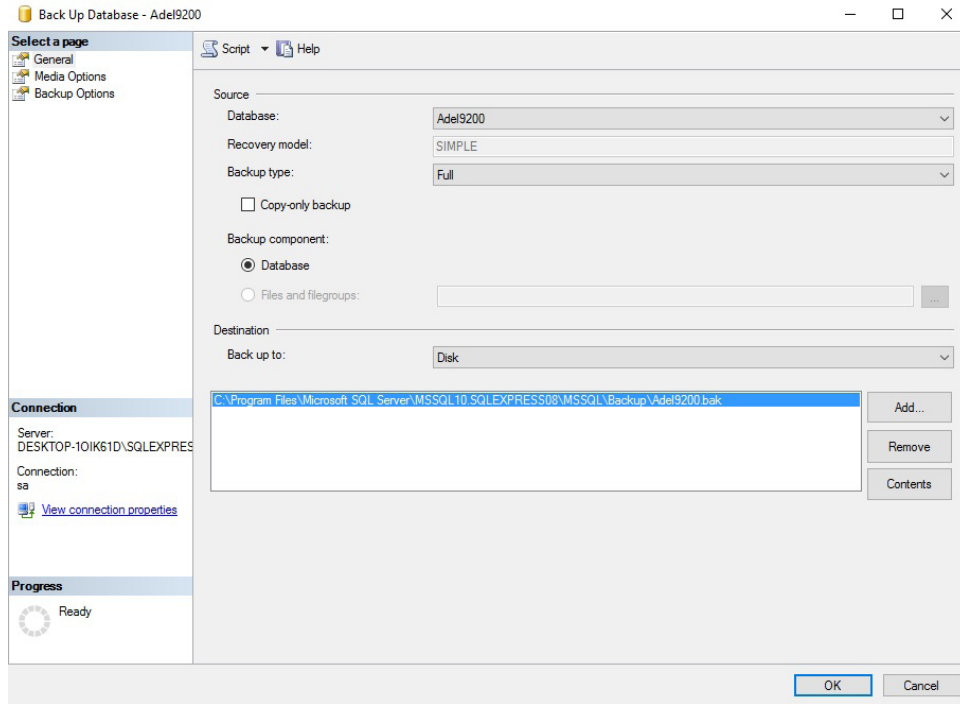 Back Up Database - Adel9200
Select a page
General
Media Options
Backup Options
Script
Help
Source
Database:
Adel9200
Recovery model:
SIMPLE
Backup type:
Full
Copy-only backup
Backup component:
Database
Files and filegroups:
...
Destination
Back up to:
Disk
C:\Program Files\Microsoft SQL Server\MSSQL10.SQLEXPRESS08\MSSQL\Backup\Adel9200.bak
Add...
Remove
Contents
Connection
Server:
DESKTOP-1OIK61D\SQLEXPRES
Connection:
sa
View connection properties
Progress
Ready
OK
Cancel